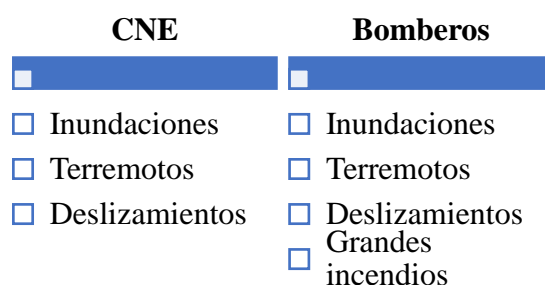 CNE
Inundaciones
Terremotos
Deslizamientos
Bomberos
Inundaciones
Terremotos
Deslizamientos
Grandes
incendios